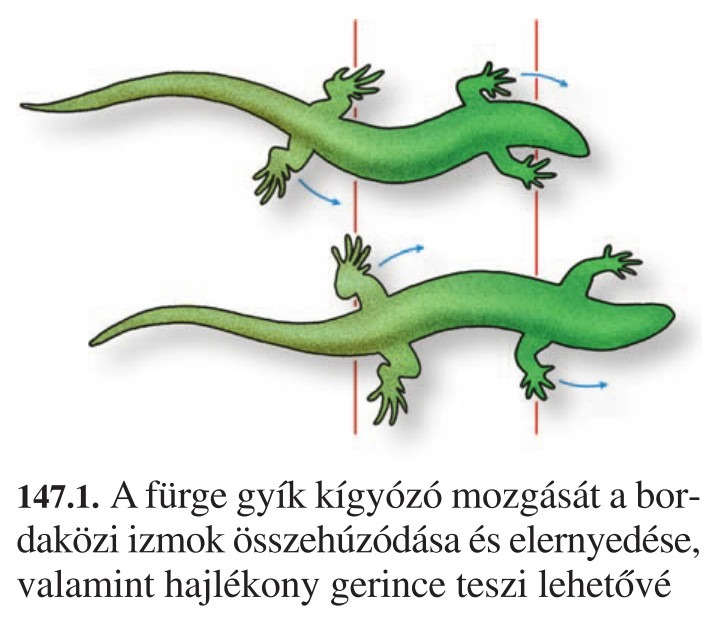 147.1. A fürge gyík kígyózó mozgását a bor-
daközi izmok összehúzódása és elernyedése,
valamint hajlékony gerince teszi lehetővé